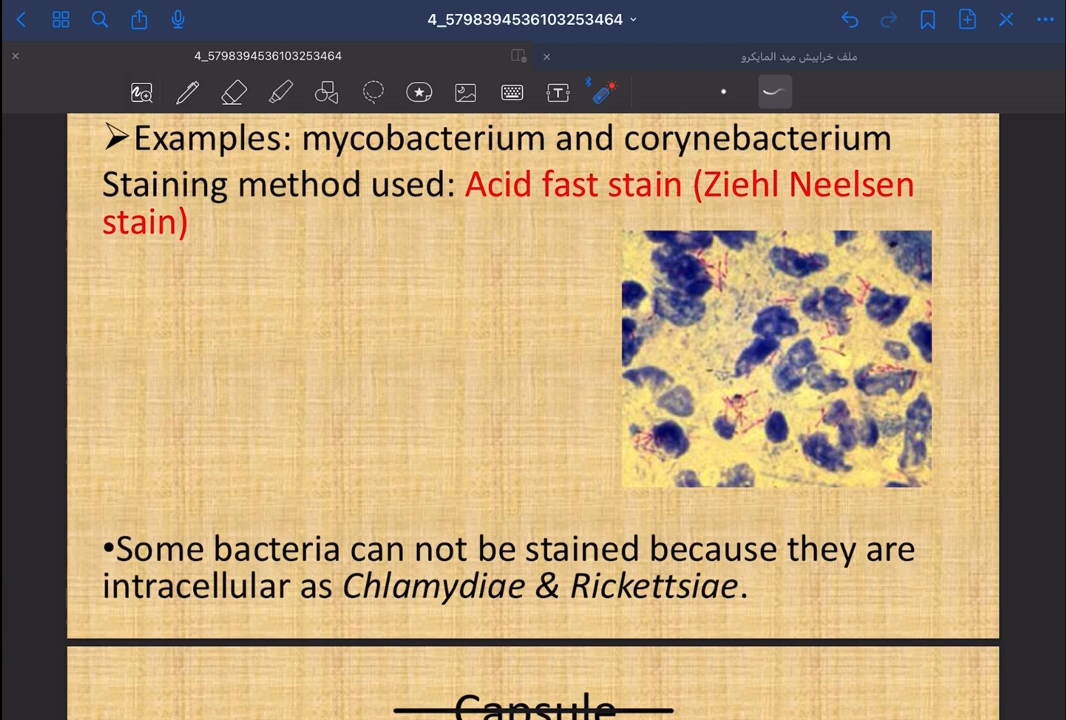 4_5798394536103253464
4_5798394536103253464
ملف خرابيش ميد المايكرو
➢Examples: mycobacterium and corynebacterium
Staining method used: Acid fast stain (Ziehl Neelsen
stain)
•Some bacteria can not be stained because they are
intracellular as Chlamydiae & Rickettsiae.
Capsule